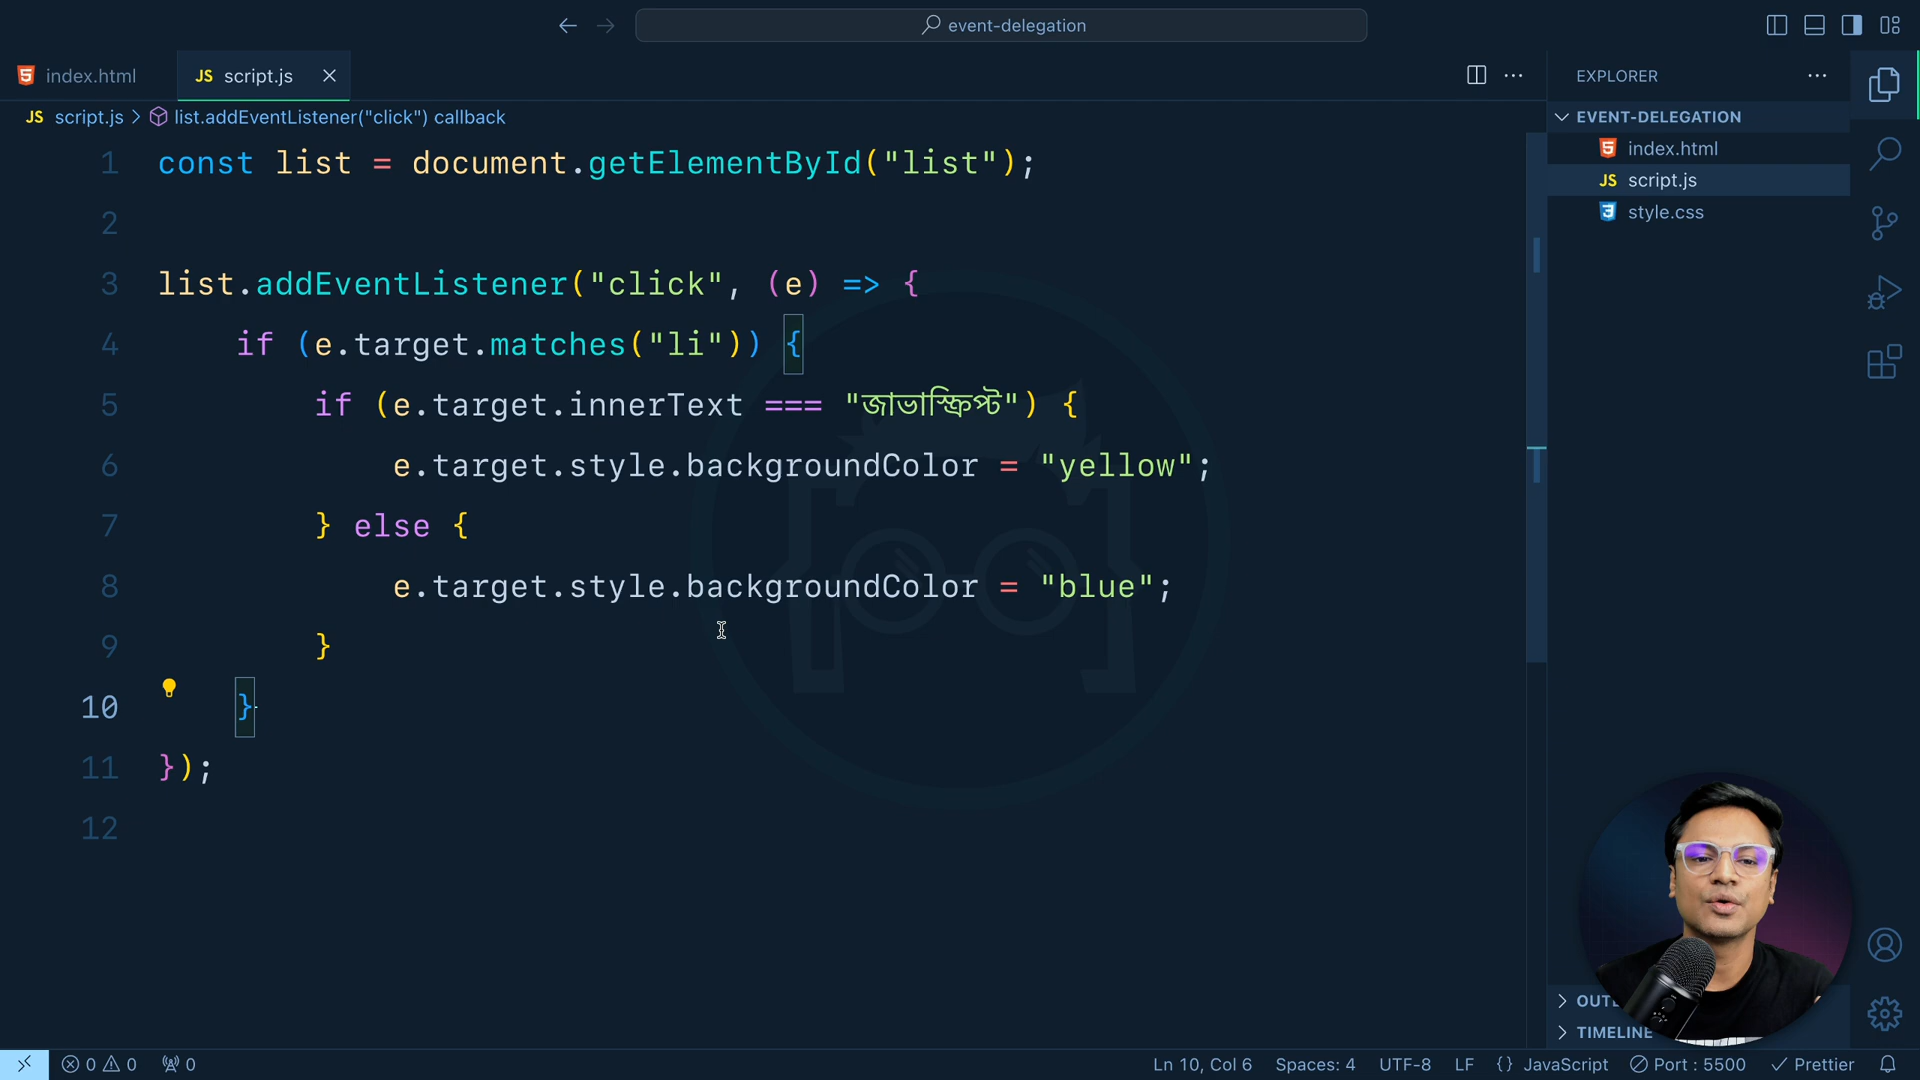 event-delegation
index.html
JS script.js
JS script.js > list.addEventListener("click") callback
1 const list = document.getElementById("list");
2
3 list.addEventListener("click", (e) => {
4 if (e.target.matches("li")) {
5 if (e.target.innerText === "জাভাস্ক্রিপ্ট") {
6 e.target.style.backgroundColor = "yellow";
7 } else {
8 e.target.style.backgroundColor = "blue";
9 }
10 }
11 });
12
EXPLORER
EVENT-DELEGATION
index.html
JS script.js
style.css
TIMELINE
0 0 0
Ln 10, Col 6 Spaces: 4 UTF-8 LF {} JavaScript Port : 5500 Prettier